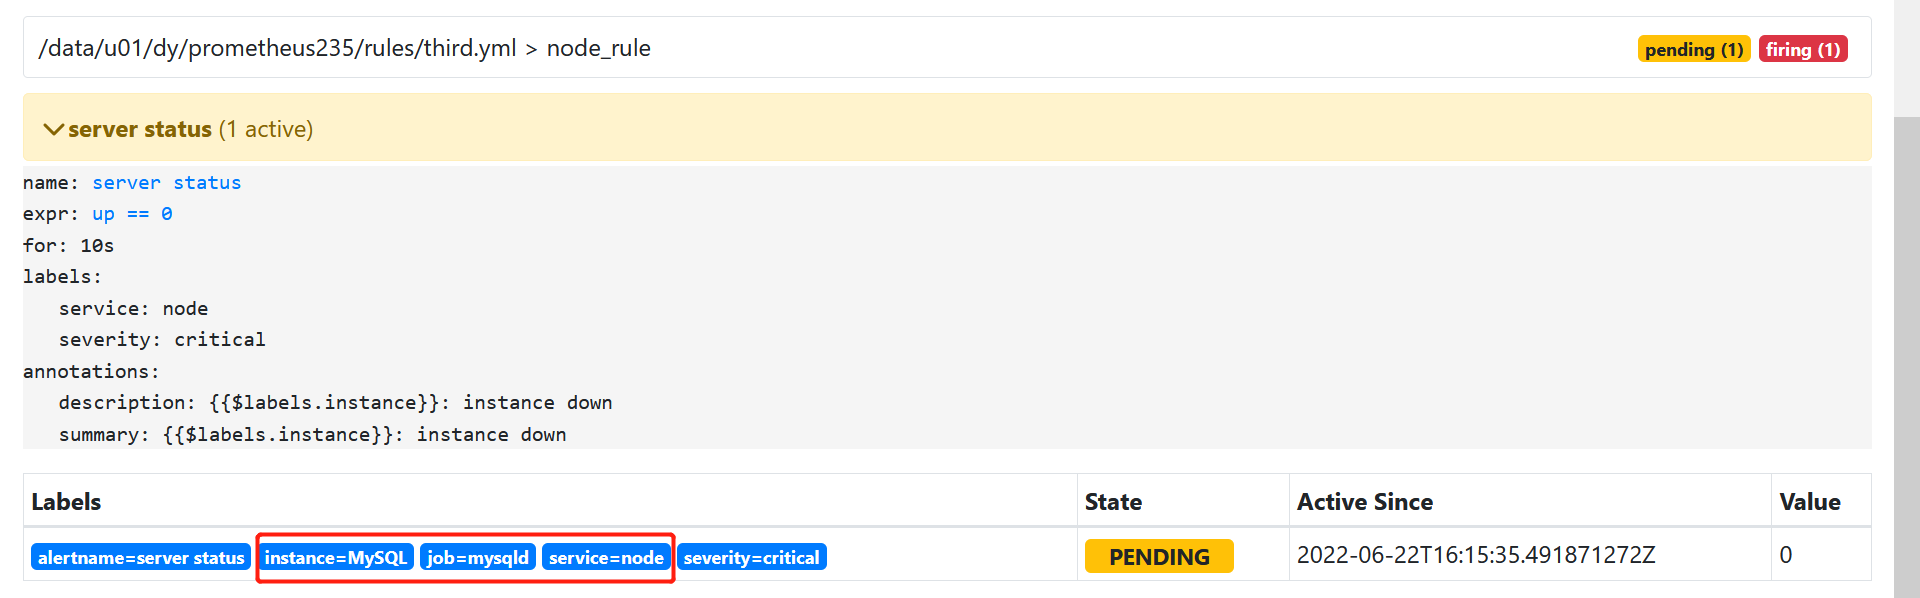 /data/u01/dy/prometheus235/rules/third.yml > node_rule pending (1) firing (1)
server status (1 active)
name: server status
expr: up == 0
for: 10s
labels:
service: node
severity: critical
annotations:
description: {{$labels.instance}}: instance down
summary: {{$labels.instance}}: instance down
Labels State Active Since Value
alertname=server status instance=MySQL job=mysqld service=node severity=critical PENDING 2022-06-22T16:15:35.491871272Z 0